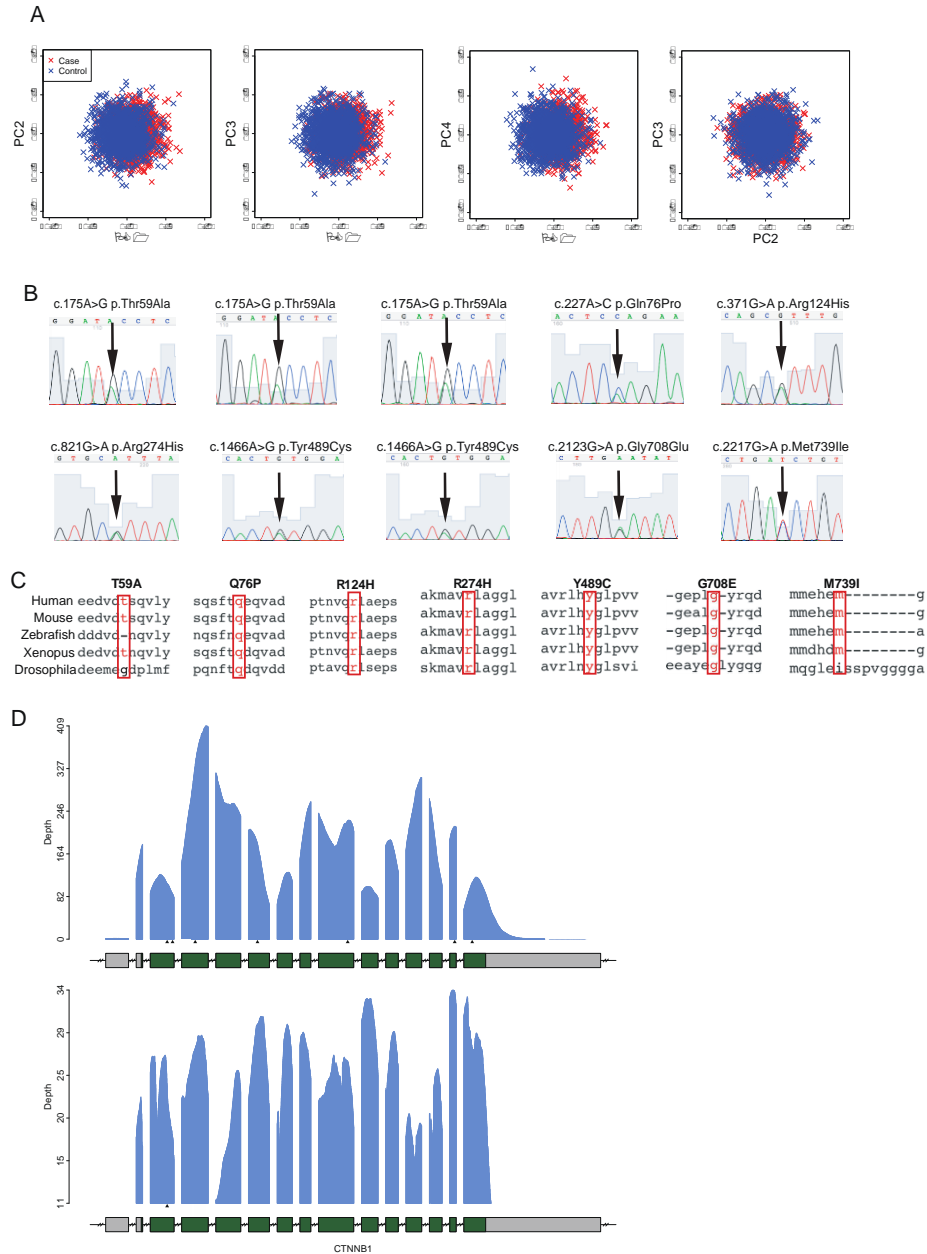 A
Case
Control
PC2
PC3
PC4
PC3
PC2
B
c.175A>G p.Thr59Ala
G G A T A C C T C
c.175A>G p.Thr59Ala
G G A T A C C T C
c.175A>G p.Thr59Ala
G G A T A C C T C
c.227A>C p.Gln76Pro
A C T C C A G A A
c.371G>A p.Arg124His
C A G C G T T T G
c.821G>A p.Arg274His
G T G C A T T T A
c.1466A>G p.Tyr489Cys
C A C T G T G G A
c.1466A>G p.Tyr489Cys
C A C T G T G G A
c.2123G>A p.Gly708Glu
C T T G A A T A T
c.2217G>A p.Met739Ile
C T G A T C T G T
C
T59A Q76P R124H R274H Y489C G708E M739I
Human eedvdtsqvly sqsftqeqvad ptnvqrlaeps akmavrlaggl avrlhyglpvv -geplg-yrqd mmehem---------g
Mouse eedvdtsqvly sqsftqeqvad ptnvqrlaeps akmavrlaggl avrlhyglpvv -gealg-yrqd mmehem---------g
Zebrafish dddvd-nqvly nqsfnqeqvad ptnvqrlaeps akmavrlaggl avrlhyglpvv -geplg-yrqd mmehem---------a
Xenopus dedvdtsqvly sqsftqdqvad ptnvqrlaeps akmavrlaggl avrlhyglpvv -geplg-yrqd mmdhdm---------g
Drosophila deemegdplmf pqnftqdqvdd ptavqrlseps skmavrlaggl avrlnyglsvi eeayeglygqg mqgleisspvgggga
D
409
327
246
164
82
0
Depth
34
29
25
20
15
11
Depth
CTNNB1